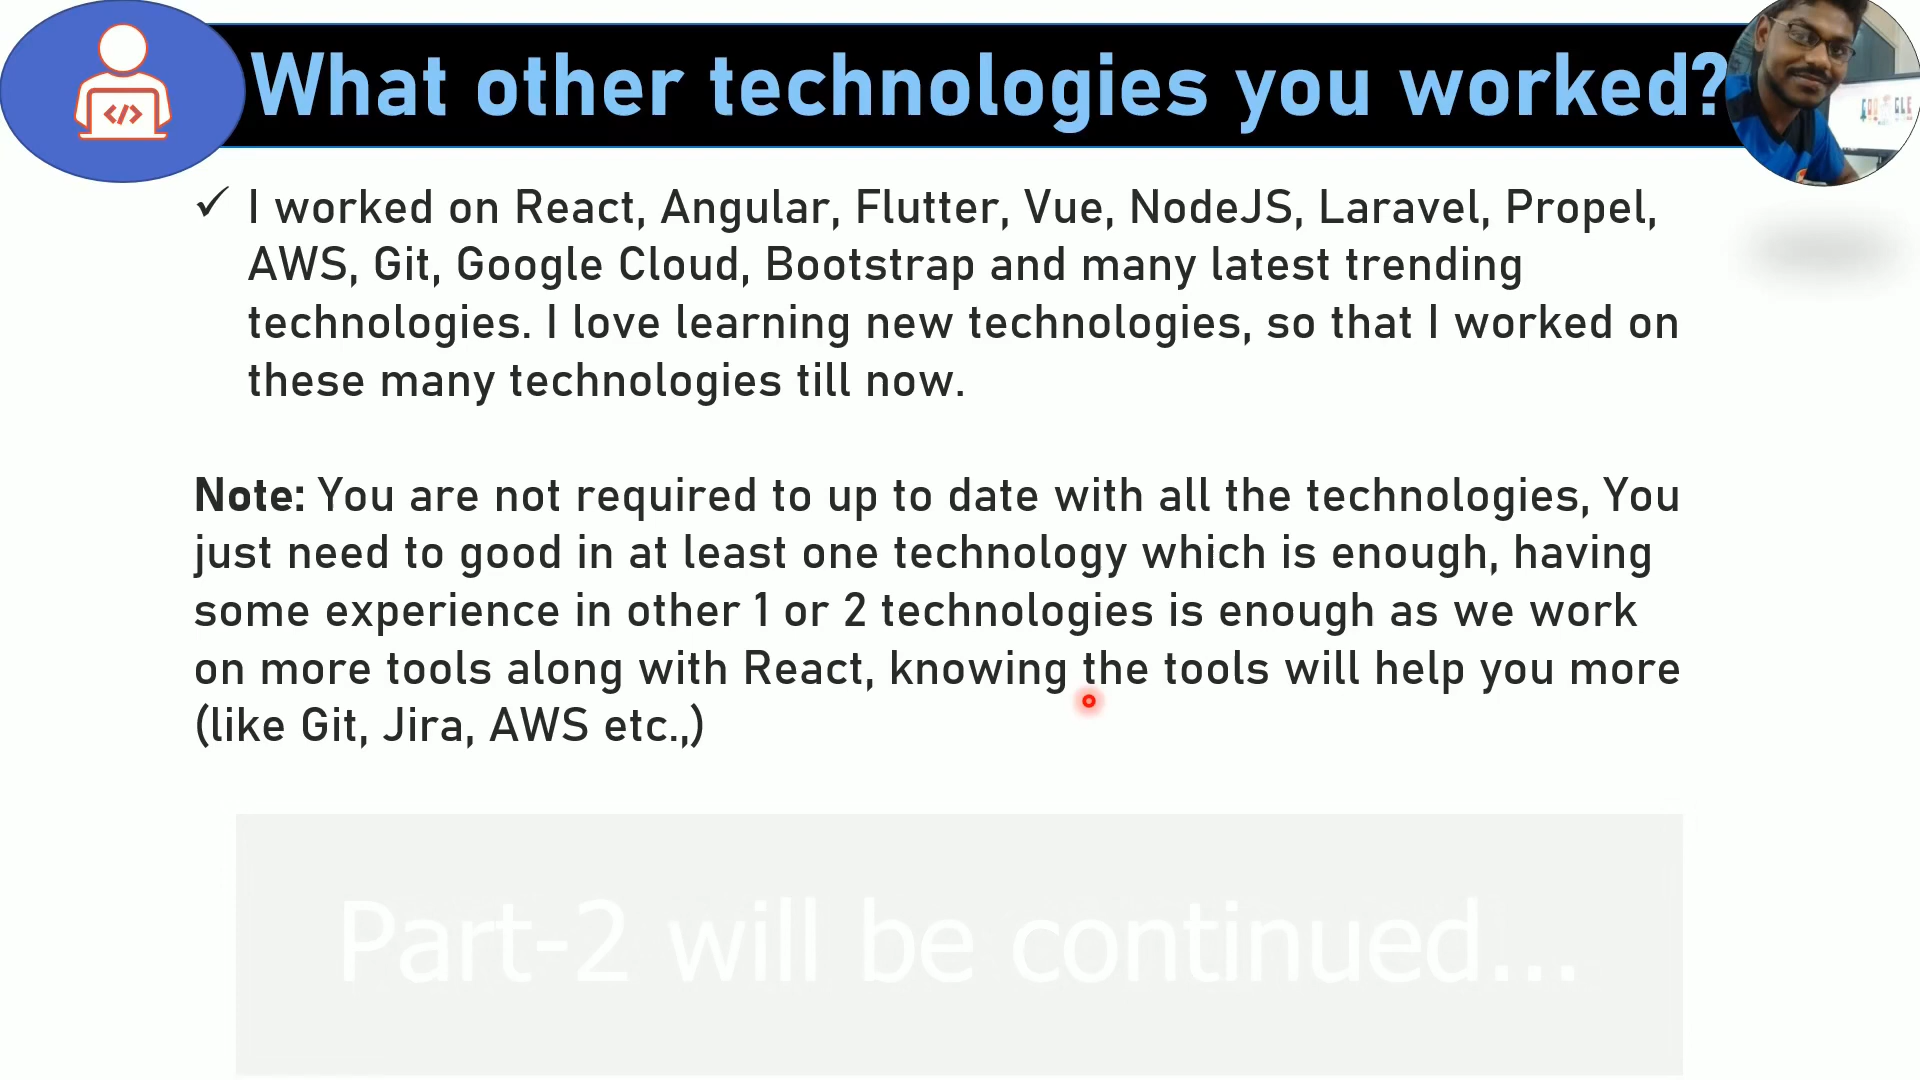 What other technologies you worked?
✓ I worked on React, Angular, Flutter, Vue, NodeJS, Laravel, Propel,
AWS, Git, Google Cloud, Bootstrap and many latest trending
technologies. I love learning new technologies, so that I worked on
these many technologies till now.
Note: You are not required to up to date with all the technologies, You
just need to good in at least one technology which is enough, having
some experience in other 1 or 2 technologies is enough as we work
on more tools along with React, knowing the tools will help you more
(like Git, Jira, AWS etc.,)
Part-2 will be continued...